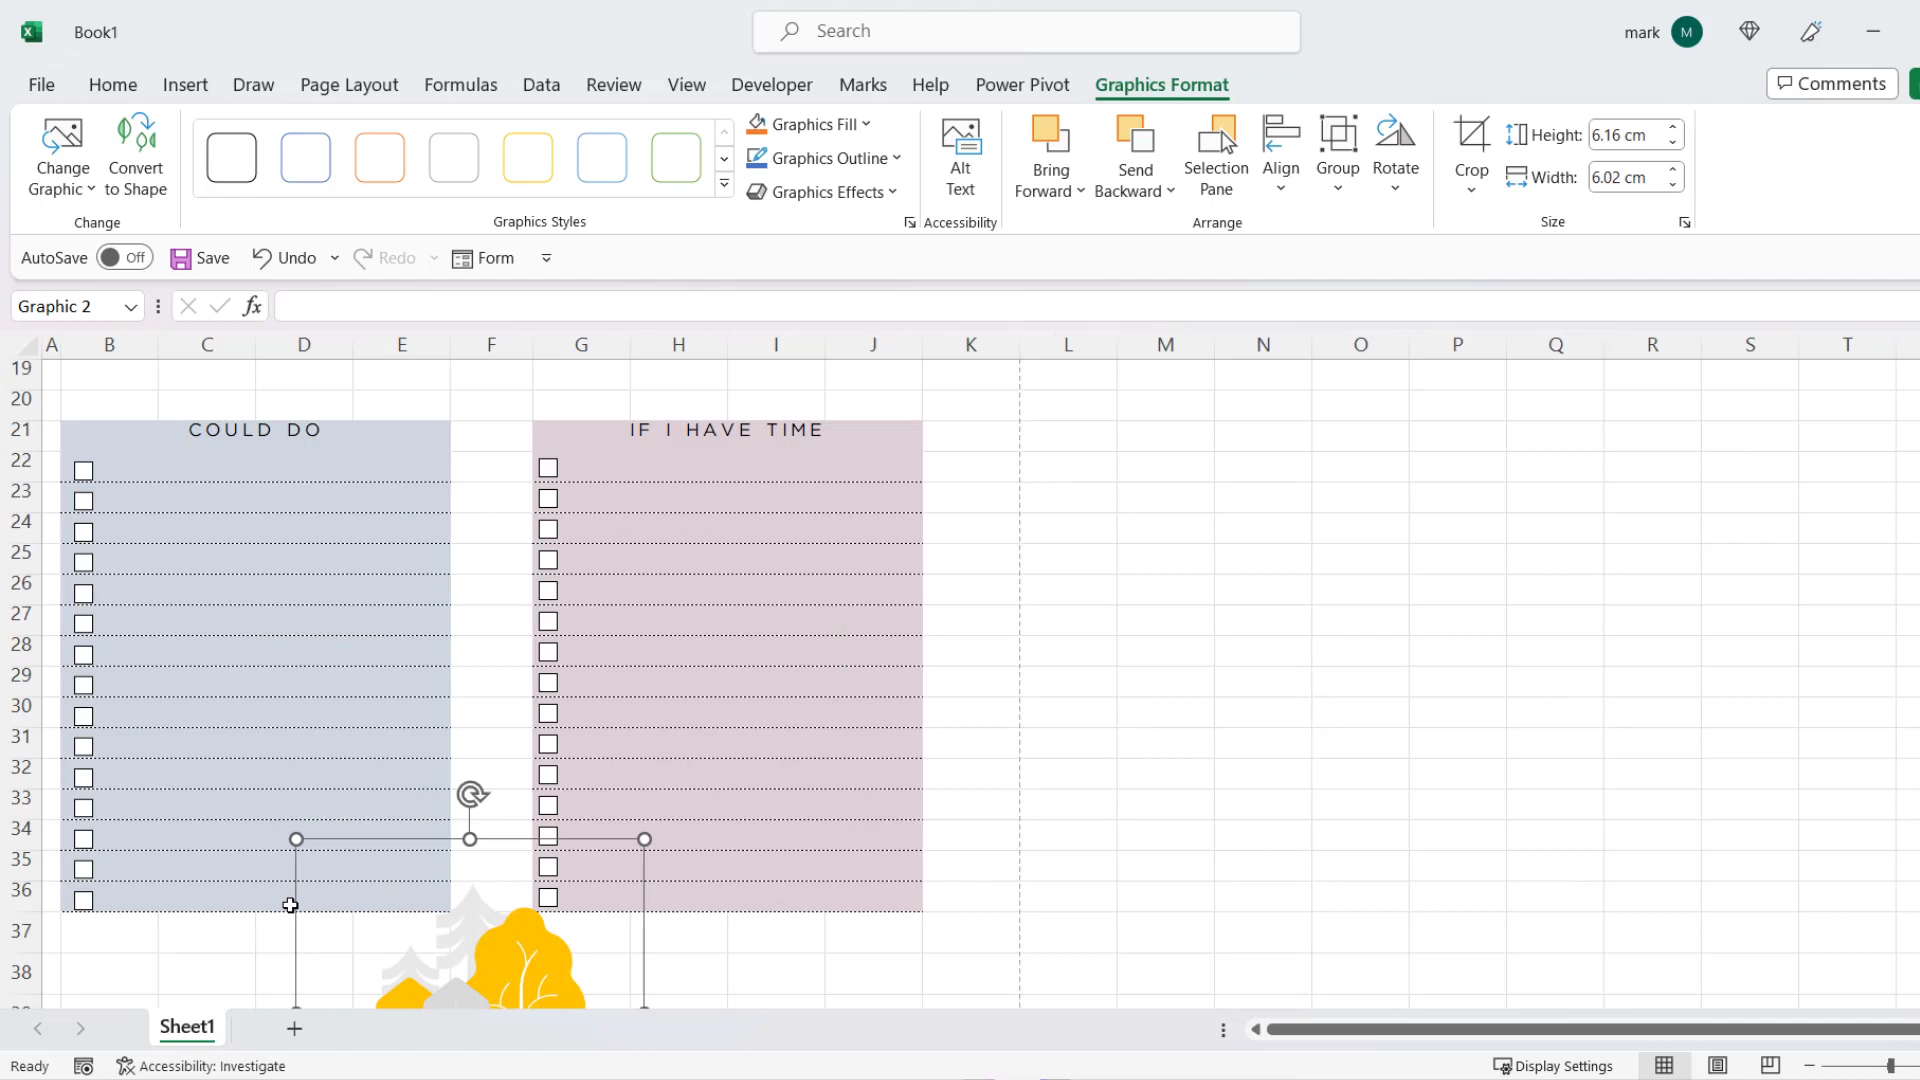 Book1
Search
mark
M
File Home Insert Draw Page Layout Formulas Data Review View Developer Marks Help Power Pivot Graphics Format
Comments
Change Graphic
Convert to Shape
Change
Graphics Styles
Graphics Fill
Graphics Outline
Graphics Effects
Alt Text
Accessibility
Bring Forward
Send Backward
Selection Pane
Align
Group
Rotate
Arrange
Crop
Height: 6.16 cm
Width: 6.02 cm
Size
AutoSave Off Save Undo Redo Form
Graphic 2
fx
A B C D E F G H I J K L M N O P Q R S T
19
20
21 COULD DO IF I HAVE TIME
22
23
24
25
26
27
28
29
30
31
32
33
34
35
36
37
38
Sheet1
Ready
Accessibility: Investigate
Display Settings